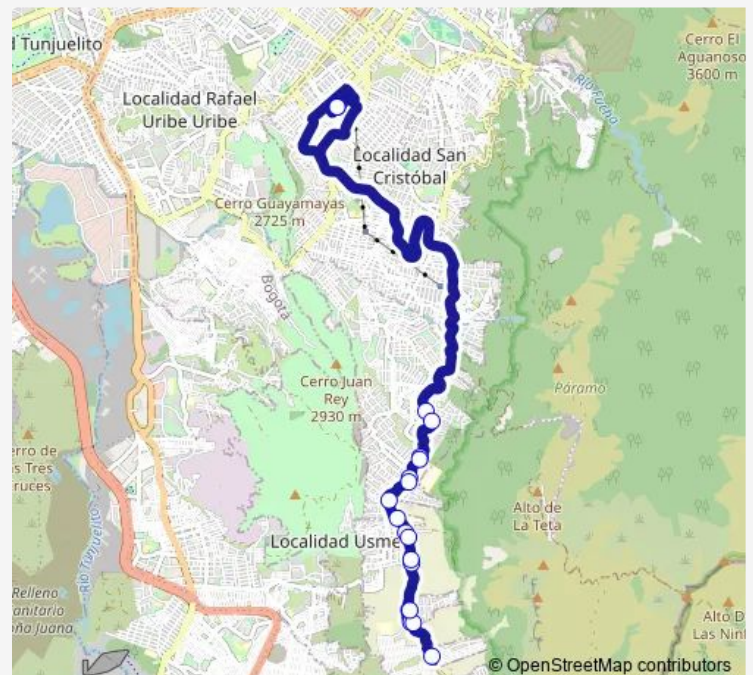 d Tunjuelito
Cerro El
Aguanoso
3600 m
Localidad Rafael
Uribe Uribe
Río Fucha
Localidad San
Cristóbal
Cerro Guayamayas
2725 m
Bogotá
Cerro Juan
Rey
2930 m
Páramo
erro de
s Tres
ruces
Alto de
La Teta
Río Tunjuelito
Localidad Usme
Relleno
anitario
oña Juana
Alto D
Las Nin
© OpenStreetMap contributors